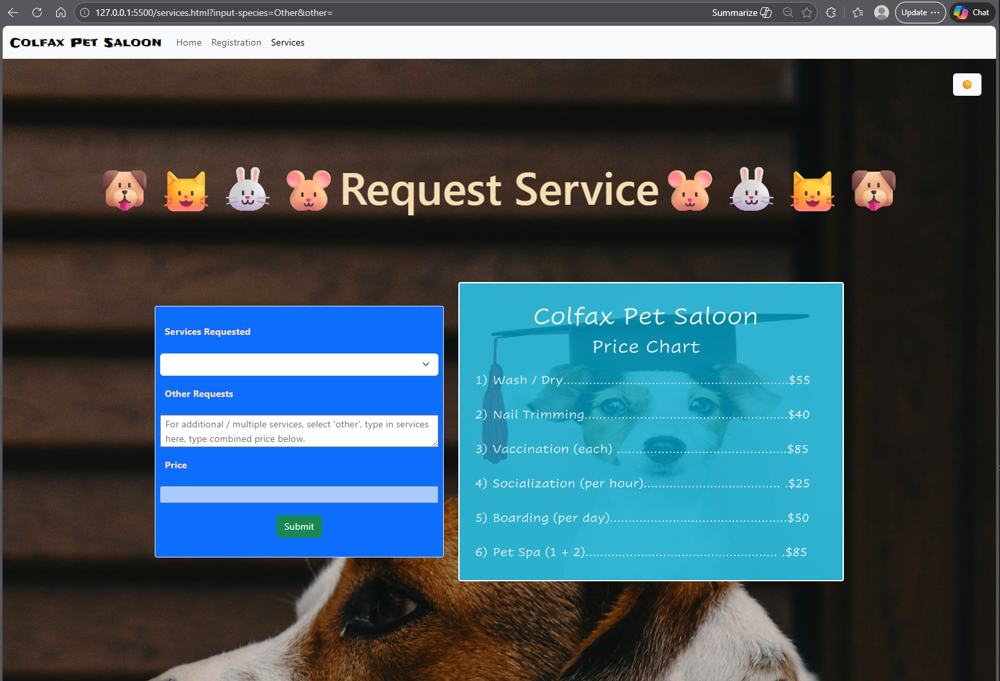 127.0.0.1:5500/services.html?input-species=Other&other=
Summarize
Update
Chat
Colfax Pet Saloon
Home
Registration
Services
Request Service
Services Requested
Other Requests
For additional / multiple services, select 'other', type in services
here, type combined price below.
Price
Submit
Colfax Pet Saloon
Price Chart
1) Wash / Dry.............................................................$55
2) Nail Trimming.......................................................$40
3) Vaccination (each) ..............................................$85
4) Socialization (per hour)..................................... .$25
5) Boarding (per day)................................................$50
6) Pet Spa (1 + 2).................................................... .$85